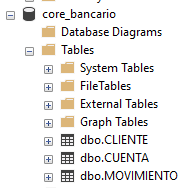 core_bancario
Database Diagrams
Tables
System Tables
FileTables
External Tables
Graph Tables
dbo.CLIENTE
dbo.CUENTA
dbo.MOVIMIENTO